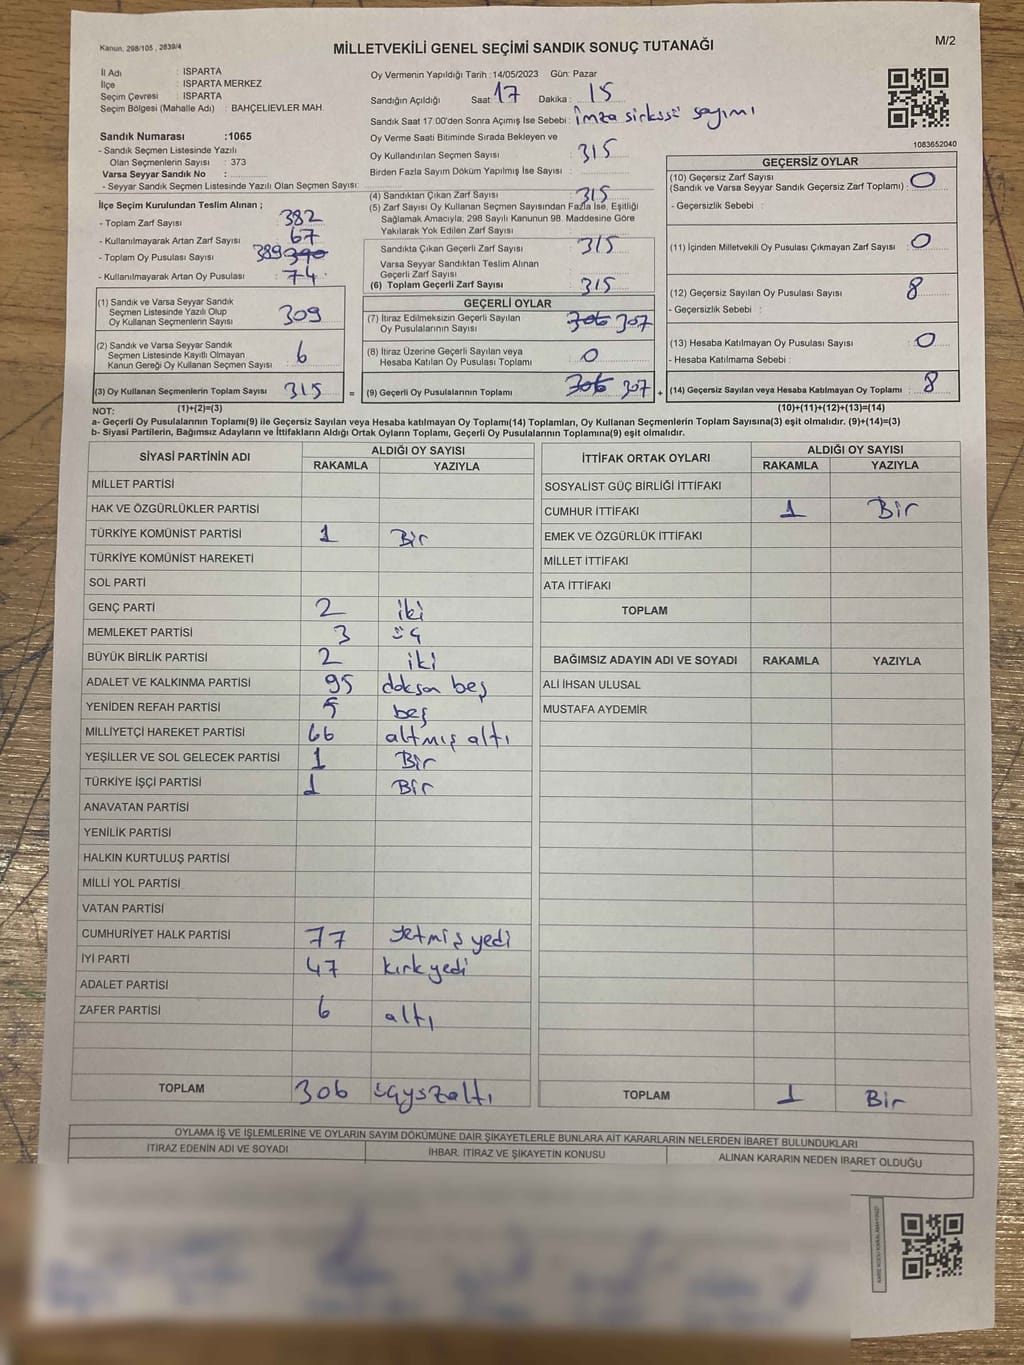 Kanun, 298/105 , 2839/4
MİLLETVEKİLİ GENEL SEÇİMİ SANDIK SONUÇ TUTANAĞI
M/2
İl Adı : ISPARTA
İlçe : ISPARTA MERKEZ
Seçim Çevresi : ISPARTA
Seçim Bölgesi (Mahalle Adı) : BAHÇELİEVLER MAH.
Sandık Numarası :1065
- Sandık Seçmen Listesinde Yazılı
Olan Seçmenlerin Sayısı : 373
Varsa Seyyar Sandık No :
- Seyyar Sandık Seçmen Listesinde Yazılı Olan Seçmen Sayısı:
İlçe Seçim Kurulundan Teslim Alınan ;
- Toplam Zarf Sayısı : 382
- Kullanılmayarak Artan Zarf Sayısı : 67
- Toplam Oy Pusulası Sayısı : 389 390
- Kullanılmayarak Artan Oy Pusulası : 74
(1) Sandık ve Varsa Seyyar Sandık
Seçmen Listesinde Yazılı Olup
Oy Kullanan Seçmenlerin Sayısı : 309
(2) Sandık ve Varsa Seyyar Sandık
Seçmen Listesinde Kayıtlı Olmayan
Kanun Gereği Oy Kullanan Seçmen Sayısı : 6
(3) Oy Kullanan Seçmenlerin Toplam Sayısı : 315
(1)+(2)=(3)
Oy Vermenin Yapıldığı Tarih :14/05/2023 Gün: Pazar
Sandığın Açıldığı Saat : 17 Dakika : 15
Sandık Saat 17:00'den Sonra Açımış İse Sebebi : İmza sirküsü sayımı
Oy Verme Saati Bitiminde Sırada Bekleyen ve
Oy Kullandırılan Seçmen Sayısı : 315
Birden Fazla Sayım Döküm Yapılmış İse Sayısı :
(4) Sandıktan Çıkan Zarf Sayısı : 315
(5) Zarf Sayısı Oy Kullanan Seçmen Sayısından Fazla İse, Eşitliği
Sağlamak Amacıyla, 298 Sayılı Kanunun 98. Maddesine Göre
Yakılarak Yok Edilen Zarf Sayısı :
Sandıkta Çıkan Geçerli Zarf Sayısı : 315
Varsa Seyyar Sandıktan Teslim Alınan
Geçerli Zarf Sayısı :
(6) Toplam Geçerli Zarf Sayısı : 315
GEÇERLİ OYLAR
(7) İtiraz Edilmeksizin Geçerli Sayılan
Oy Pusulalarının Sayısı : 306 307
(8) İtiraz Üzerine Geçerli Sayılan veya
Hesaba Katılan Oy Pusulası Toplamı : 0
= (9) Geçerli Oy Pusulalarının Toplamı : 306 307 +
1083652040
GEÇERSİZ OYLAR
(10) Geçersiz Zarf Sayısı
(Sandık ve Varsa Seyyar Sandık Geçersiz Zarf Toplamı) : 0
- Geçersizlik Sebebi :
(11) İçinden Milletvekili Oy Pusulası Çıkmayan Zarf Sayısı : 0
(12) Geçersiz Sayılan Oy Pusulası Sayısı : 8
- Geçersizlik Sebebi :
(13) Hesaba Katılmayan Oy Pusulası Sayısı : 0
- Hesaba Katılmama Sebebi :
(14) Geçersiz Sayılan veya Hesaba Katılmayan Oy Toplamı : 8
(10)+(11)+(12)+(13)=(14)
NOT:
a- Geçerli Oy Pusulalarının Toplamı(9) ile Geçersiz Sayılan veya Hesaba Katılmayan Oy Toplamı(14) Toplamları, Oy Kullanan Seçmenlerin Toplam Sayısına(3) eşit olmalıdır. (9)+(14)=(3)
b- Siyasi Partilerin, Bağımsız Adayların ve İttifakların Aldığı Ortak Oyların Toplamı, Geçerli Oy Pusulalarının Toplamına(9) eşit olmalıdır.
SİYASİ PARTİNİN ADI ALDIĞI OY SAYISI
RAKAMLA YAZIYLA
MİLLET PARTİSİ
HAK VE ÖZGÜRLÜKLER PARTİSİ
TÜRKİYE KOMÜNİST PARTİSİ 1 Bir
TÜRKİYE KOMÜNİST HAREKETİ
SOL PARTİ
GENÇ PARTİ 2 iki
MEMLEKET PARTİSİ 3 üç
BÜYÜK BİRLİK PARTİSİ 2 iki
ADALET VE KALKINMA PARTİSİ 95 doksan beş
YENİDEN REFAH PARTİSİ 5 beş
MİLLİYETÇİ HAREKET PARTİSİ 66 altmış altı
YEŞİLLER VE SOL GELECEK PARTİSİ 1 Bir
TÜRKİYE İŞÇİ PARTİSİ 1 Bir
ANAVATAN PARTİSİ
YENİLİK PARTİSİ
HALKIN KURTULUŞ PARTİSİ
MİLLİ YOL PARTİSİ
VATAN PARTİSİ
CUMHURİYET HALK PARTİSİ 77 yetmiş yedi
İYİ PARTİ 47 kırk yedi
ADALET PARTİSİ
ZAFER PARTİSİ 6 altı
TOPLAM 306 üçyüzaltı
İTTİFAK ORTAK OYLARI ALDIĞI OY SAYISI
RAKAMLA YAZIYLA
SOSYALİST GÜÇ BİRLİĞİ İTTİFAKI
CUMHUR İTTİFAKI 1 Bir
EMEK VE ÖZGÜRLÜK İTTİFAKI
MİLLET İTTİFAKI
ATA İTTİFAKI
TOPLAM
BAĞIMSIZ ADAYIN ADI VE SOYADI RAKAMLA YAZIYLA
ALİ İHSAN ULUSAL
MUSTAFA AYDEMİR
TOPLAM 1 Bir
OYLAMA İŞ VE İŞLEMLERİNE VE OYLARIN SAYIM DÖKÜMÜNE DAİR ŞİKAYETLERLE BUNLARA AİT KARARLARIN NELERDEN İBARET BULUNDUKLARI
İTİRAZ EDENİN ADI VE SOYADI İHBAR, İTİRAZ VE ŞİKAYETİN KONUSU ALINAN KARARIN NEDEN İBARET OLDUĞU